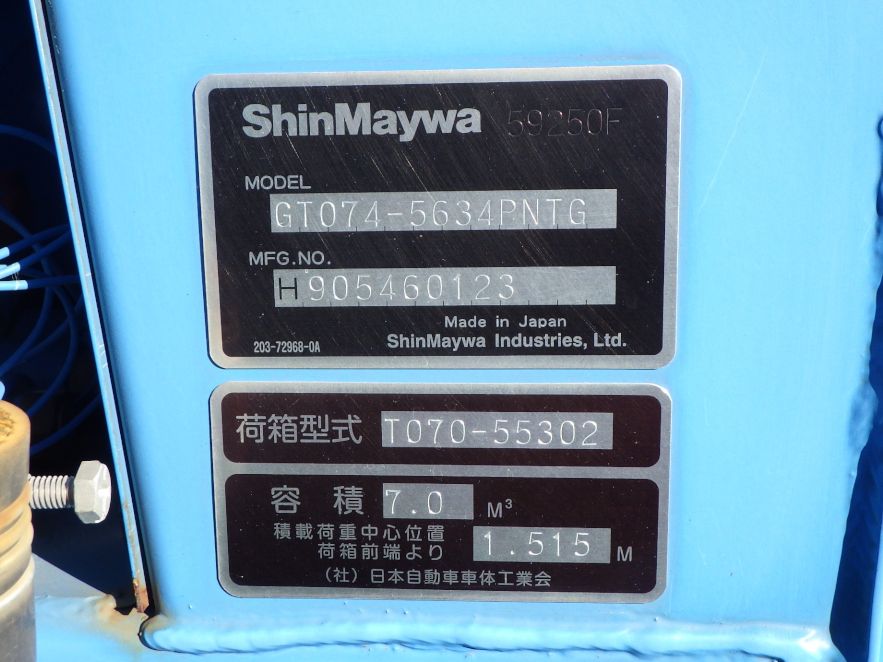 ShinMaywa 59250F
MODEL
GT074-5634PNTG
MFG.NO.
H 905460123
Made in Japan
203-72968-0A ShinMaywa Industries, Ltd.
荷箱型式 T070-55302
容積 7.0 M³
積載荷重中心位置
荷箱前端より 1.515 M
(社)日本自動車車体工業会